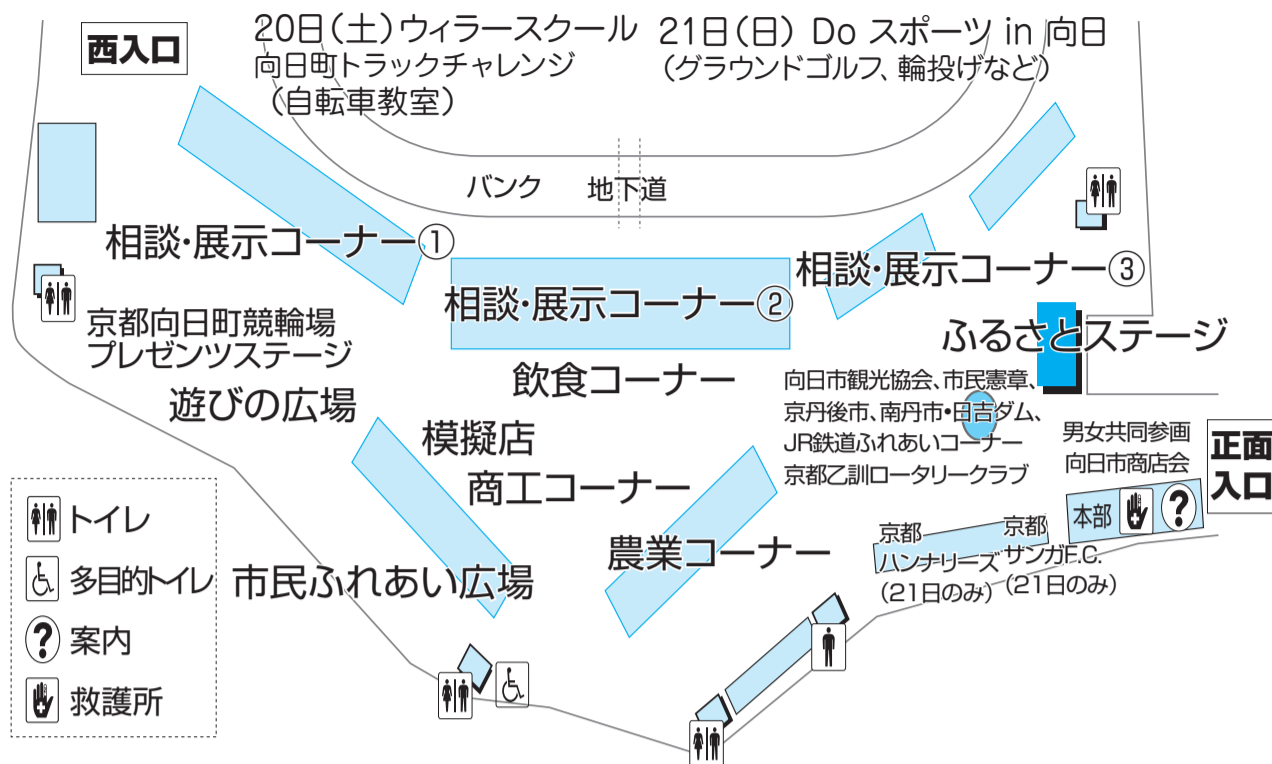 西入口
20日(土)ウィラースクール
向日町トラックチャレンジ
(自転車教室)
21日(日) Do スポーツ in 向日
(グラウンドゴルフ、輪投げなど)
バンク
地下道
相談・展示コーナー①
相談・展示コーナー②
相談・展示コーナー③
京都向日町競輪場
プレゼンツステージ
ふるさとステージ
遊びの広場
飲食コーナー
向日市観光協会、市民憲章、
京丹後市、南丹市・日吉ダム、
JR鉄道ふれあいコーナー
京都乙訓ロータリークラブ
模擬店
商工コーナー
男女共同参画
向日市商店会
正面
入口
本部
?
農業コーナー
京都
ハンナリーズ
(21日のみ)
京都
サンガF.C.
(21日のみ)
市民ふれあい広場
トイレ
多目的トイレ
?
案内
救護所